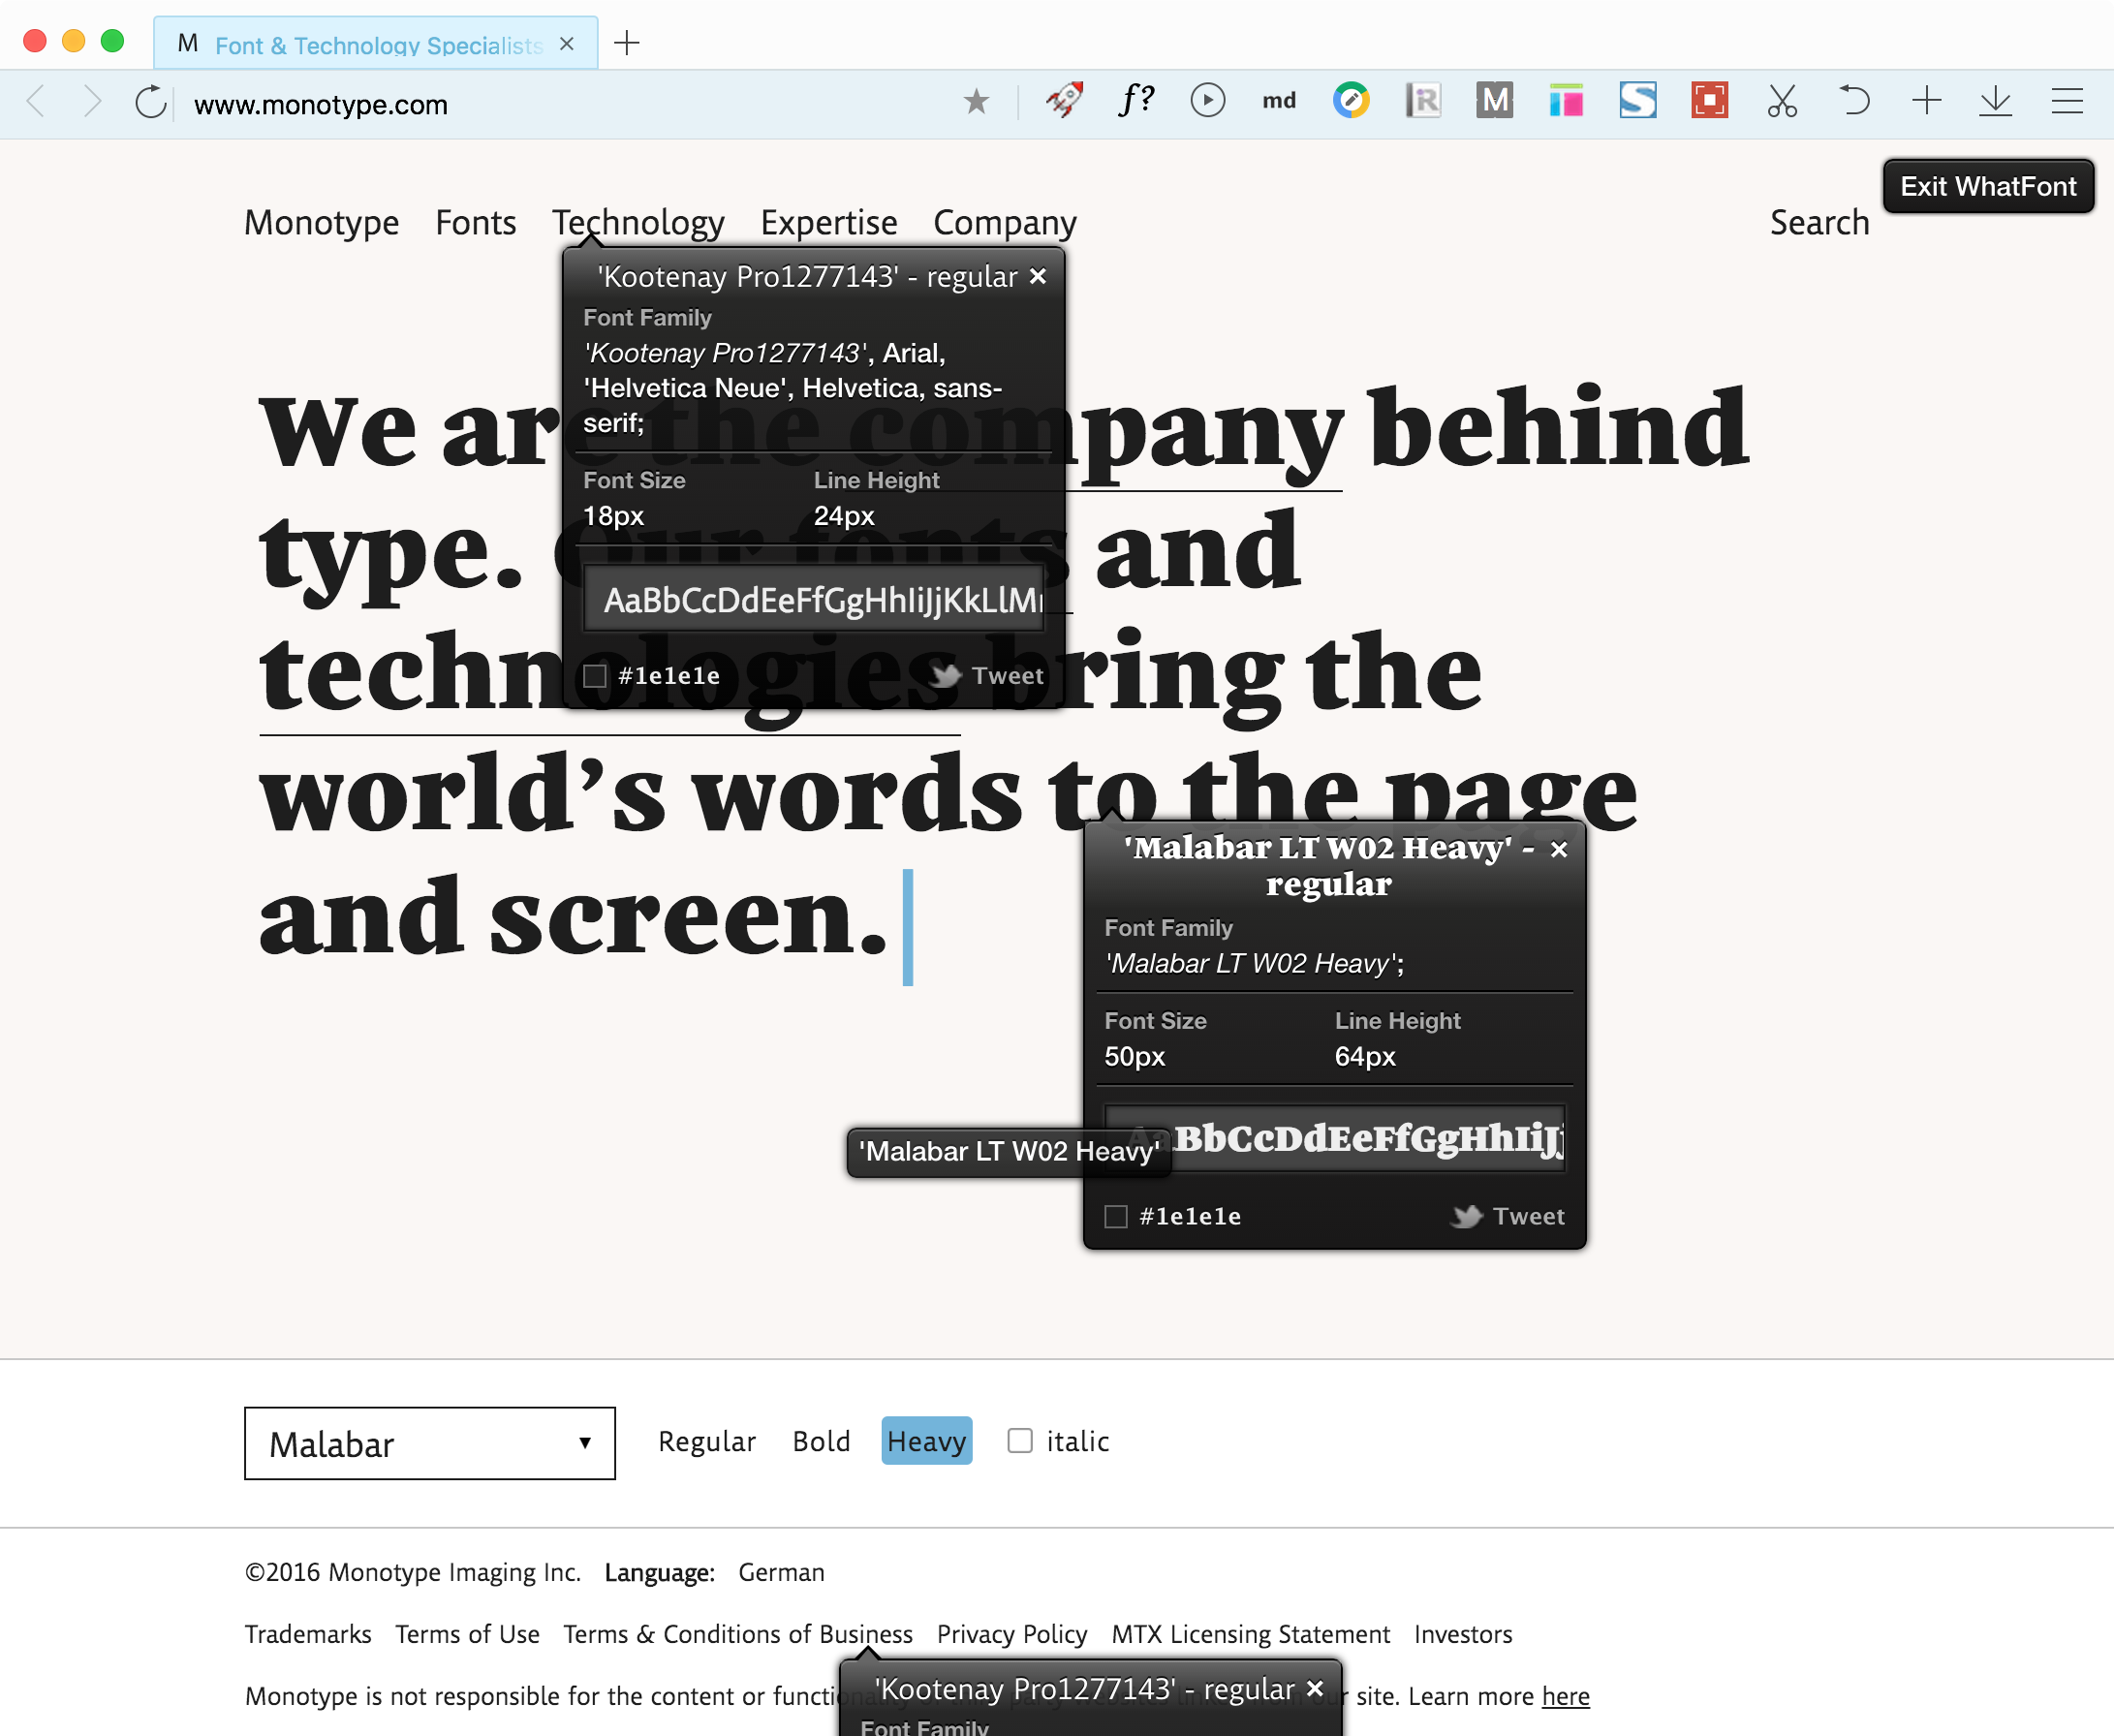 M Font & Technology Specialists
www.monotype.com
f? md R M S
Exit WhatFont
Monotype Fonts Technology Expertise Company Search
'Kootenay Pro1277143' - regular
Font Family
'Kootenay Pro1277143', Arial,
'Helvetica Neue', Helvetica, sans-
serif;
Font Size Line Height
18px 24px
AaBbCcDdEeFfGgHhIiJjKkLlM
#1e1e1e Tweet
We are the company behind
type. Our fonts and
technologies bring the
world’s words to the page
and screen.
'Malabar LT W02 Heavy' -
regular
Font Family
'Malabar LT W02 Heavy';
Font Size Line Height
50px 64px
AaBbCcDdEeFfGgHhIiJj
#1e1e1e Tweet
'Malabar LT W02 Heavy'
Malabar Regular Bold Heavy italic
©2016 Monotype Imaging Inc. Language: German
Trademarks Terms of Use Terms & Conditions of Business Privacy Policy MTX Licensing Statement Investors
Monotype is not responsible for the content or site. Learn more here
'Kootenay Pro1277143' - regular
Font Family